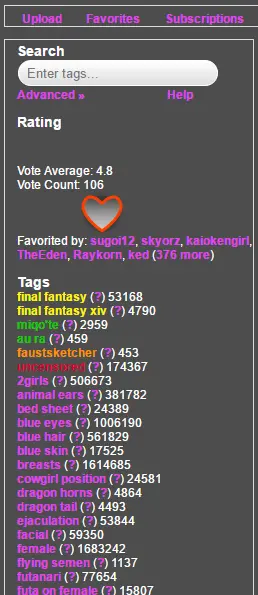 Upload Favorites Subscriptions
Search
Enter tags...
Advanced » Help
Rating
Vote Average: 4.8
Vote Count: 106
Favorited by: sugoi12, skyorz, kaiokengirl,
TheEden, Raykorn, ked (376 more)
Tags
final fantasy (?) 53168
final fantasy xiv (?) 4790
miqo'te (?) 2959
au ra (?) 459
faustsketcher (?) 453
uncensored (?) 174367
2girls (?) 506673
animal ears (?) 381782
bed sheet (?) 24389
blue eyes (?) 1006190
blue hair (?) 561829
blue skin (?) 17525
breasts (?) 1614685
cowgirl position (?) 24581
dragon horns (?) 4864
dragon tail (?) 4493
ejaculation (?) 53844
facial (?) 59350
female (?) 1683242
flying semen (?) 1137
futanari (?) 77654
futa on female (?) 15807